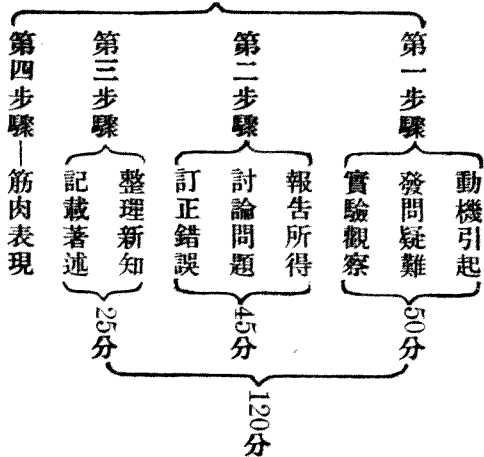 第一步驟
動機引起
發問疑難
實驗觀察
50分
第二步驟
報告所得
討論問題
訂正錯誤
45分
第三步驟
整理新知
記載著述
25分
120分
第四步驟—筋肉表現